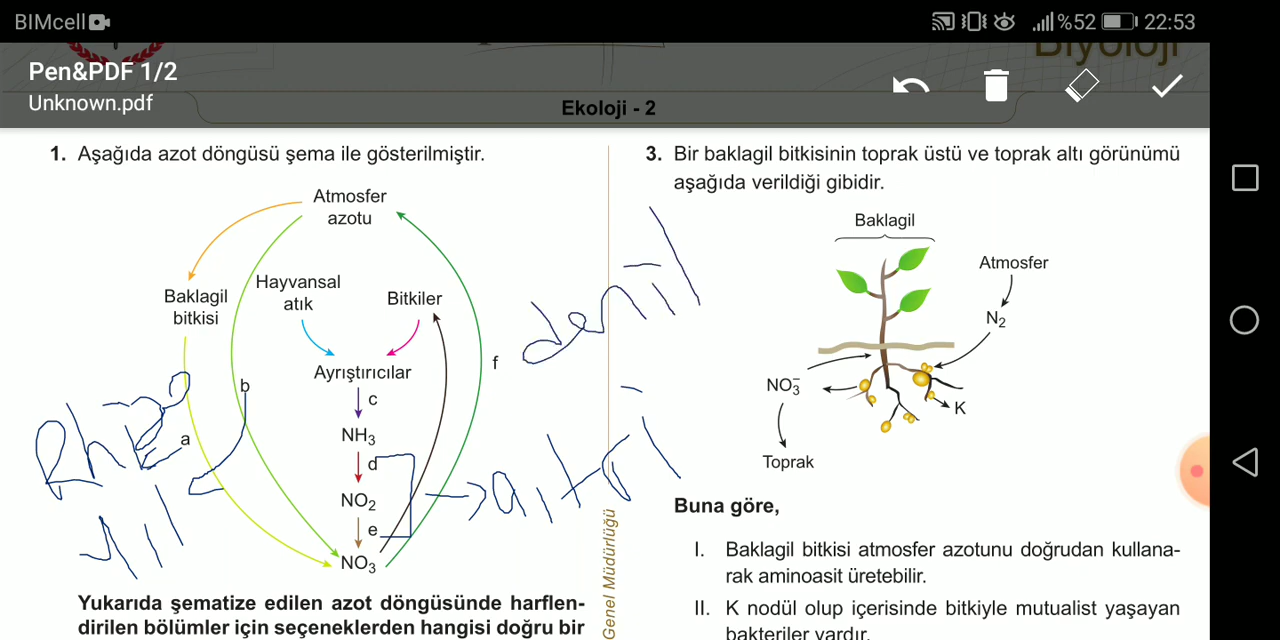 BIMcell
%52 22:53
Biyoloji
Pen&PDF 1/2
Unknown.pdf
Ekoloji - 2
1. Aşağıda azot döngüsü şema ile gösterilmiştir.
Atmosfer
azotu
Hayvansal
atık
Bitkiler
Baklagil
bitkisi
Ayrıştırıcılar
f
b
c
NH3
a
d
NO2
e
NO3
denit
nitri
Yukarıda şematize edilen azot döngüsünde harflen-
dirilen bölümler için seçeneklerden hangisi doğru bir
Genel Müdürlüğü
3. Bir baklagil bitkisinin toprak üstü ve toprak altı görünümü
aşağıda verildiği gibidir.
Baklagil
Atmosfer
N2
NO3-
K
Toprak
Buna göre,
I. Baklagil bitkisi atmosfer azotunu doğrudan kullana-
rak aminoasit üretebilir.
II. K nodül olup içerisinde bitkiyle mutualist yaşayan
bakteriler vardır.